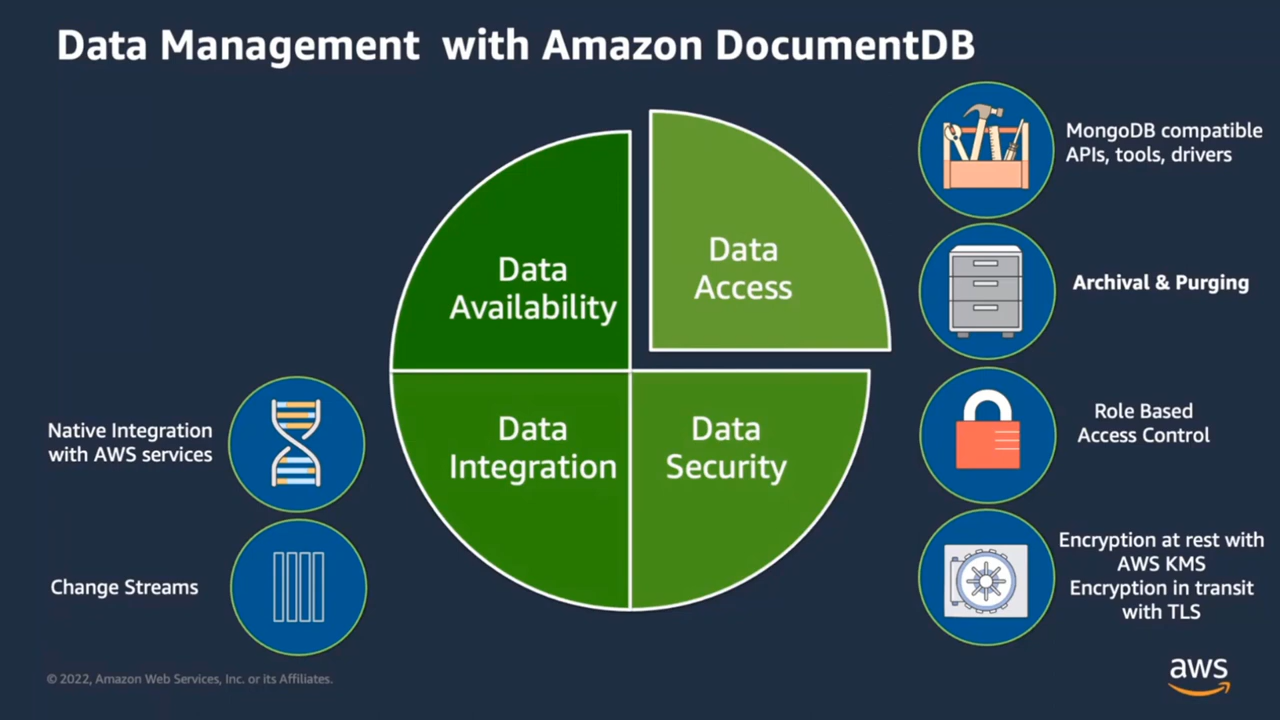 Data Management with Amazon DocumentDB
Data
Availability
Data
Access
Data
Integration
Data
Security
MongoDB compatible
APIs, tools, drivers
Archival & Purging
Role Based
Access Control
Encryption at rest with
AWS KMS
Encryption in transit
with TLS
Native Integration
with AWS services
Change Streams
© 2022, Amazon Web Services, Inc. or its Affiliates.
aws